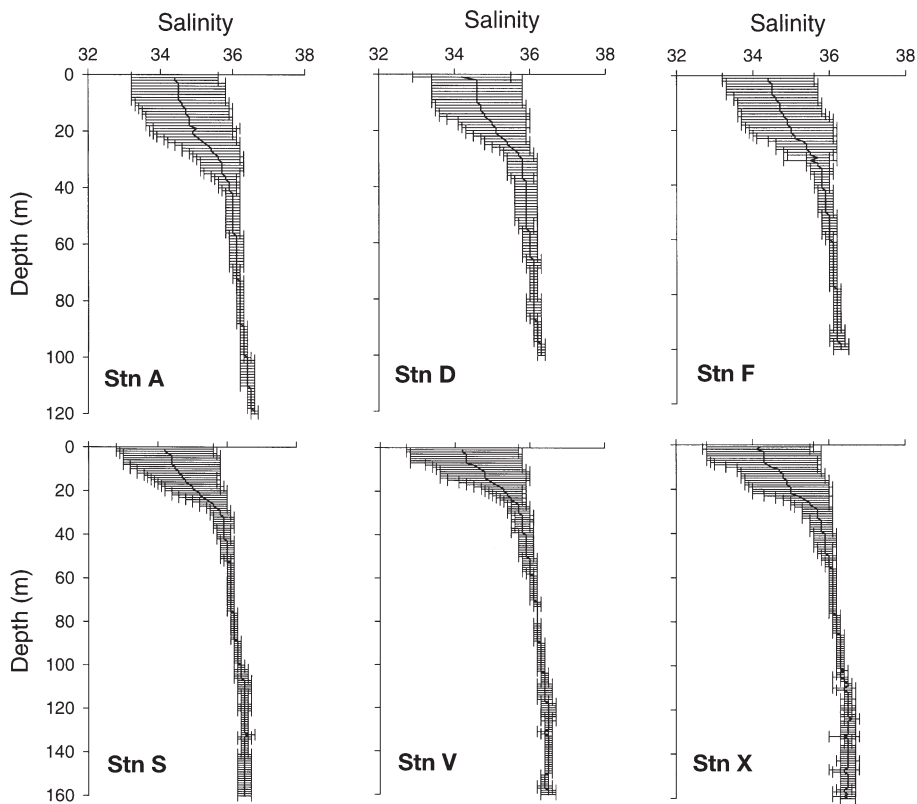 Salinity Salinity Salinity
32 34 36 38 32 34 36 38 32 34 36 38
0
20
40
60
80
100
120
Depth (m)
Stn A Stn D Stn F
0
20
40
60
80
100
120
140
160
Depth (m)
Stn S Stn V Stn X